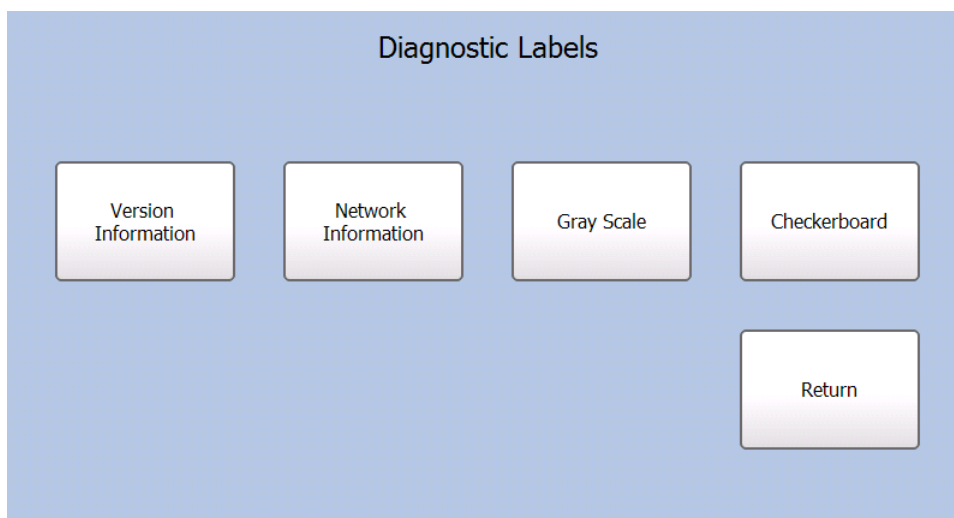 Diagnostic Labels
Version
Information
Network
Information
Gray Scale
Checkerboard
Return